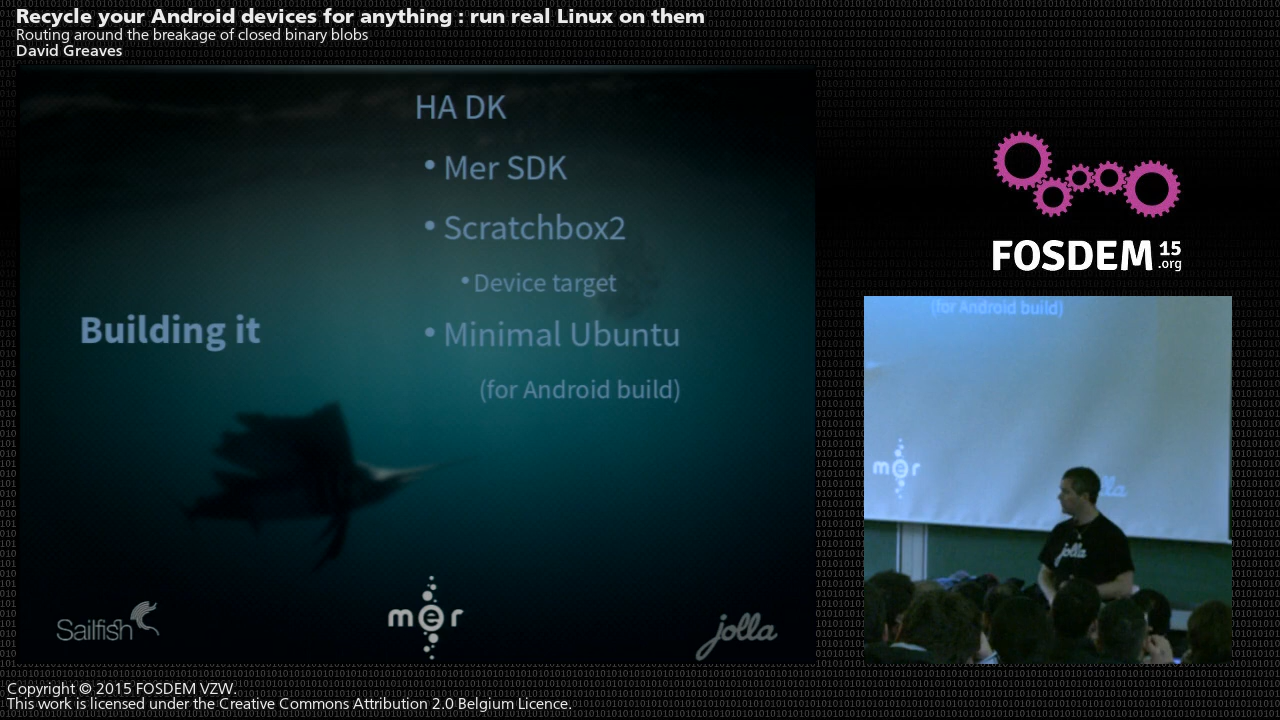 Recycle your Android devices for anything : run real Linux on them
Routing around the breakage of closed binary blobs
David Greaves
HA DK
• Mer SDK
• Scratchbox2
• Device target
• Minimal Ubuntu
(for Android build)
Building it
Sailfish
mer
jolla
FOSDEM 15
.org
(for Android build)
mer
jolla
Copyright © 2015 FOSDEM VZW.
This work is licensed under the Creative Commons Attribution 2.0 Belgium Licence.